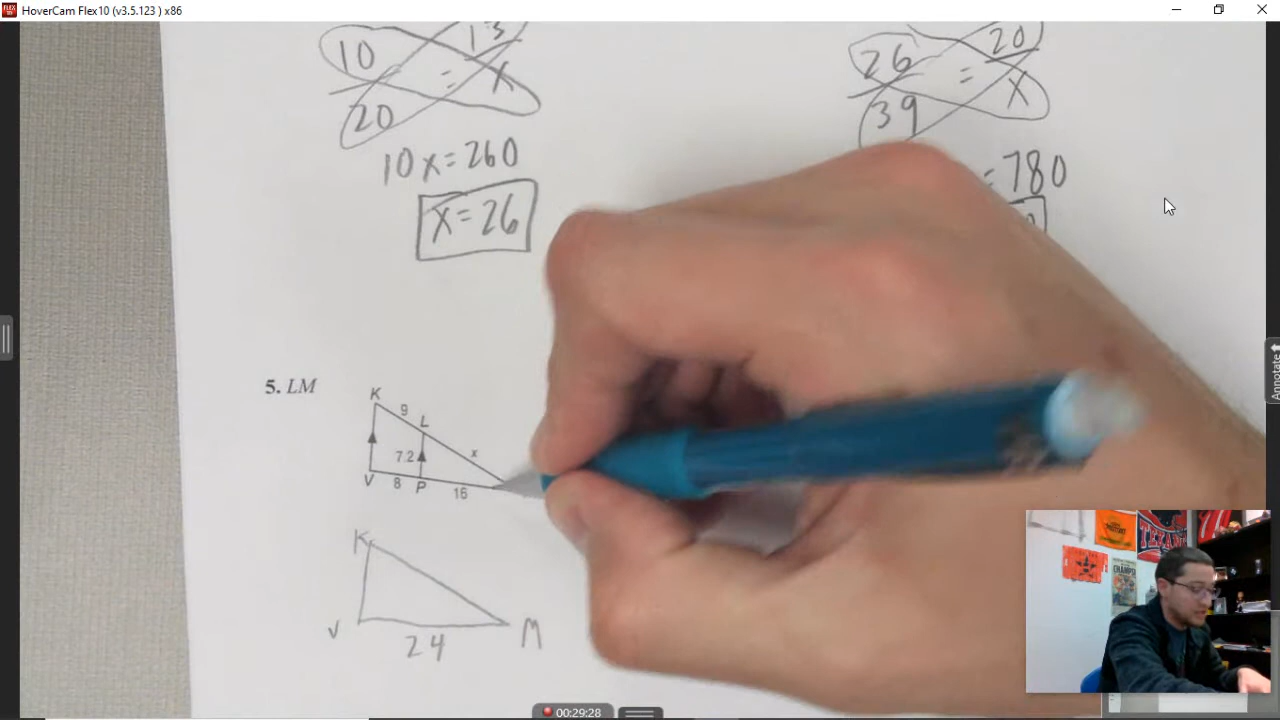 HoverCam Flex10 (v3.5.123 ) x86
10 13
= x
20
10x = 260
x = 26
26 20
= x
39
= 780
5. LM
K
9
L
7.2
x
V
8
P
16
K
V
24
M
TEXANS
CHAMPS
Annotate
00:29:28